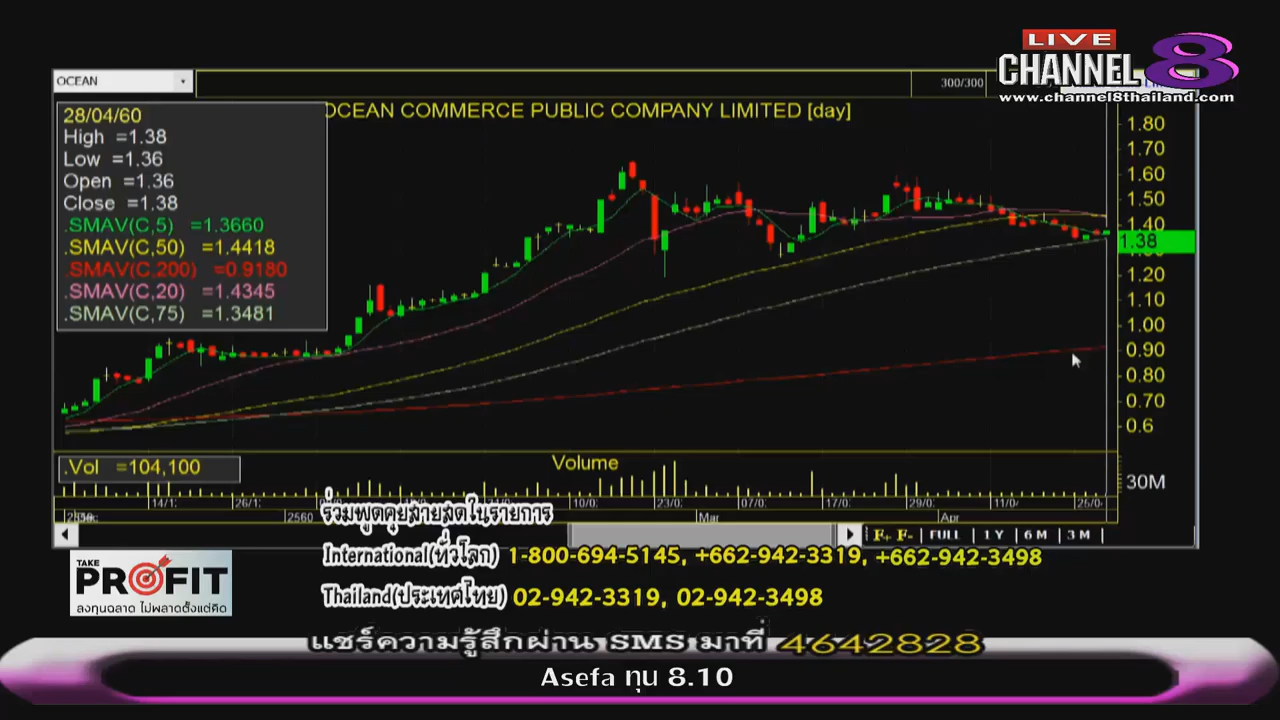 LIVE
CHANNEL 8
www.channel8thailand.com
OCEAN
300/300
28/04/60
High =1.38
Low =1.36
Open =1.36
Close =1.38
.SMAV(C,5) =1.3660
.SMAV(C,50) =1.4418
.SMAV(C,200) =0.9180
.SMAV(C,20) =1.4345
.SMAV(C,75) =1.3481
OCEAN COMMERCE PUBLIC COMPANY LIMITED [day]
1.80
1.70
1.60
1.50
1.40
1.38
1.20
1.10
1.00
0.90
0.80
0.70
0.6
.Vol =104,100
Volume
30M
14/1: 26/1: 10/0: 23/0: 07/0: 17/0: 29/0: 11/0 25/0
2560 Mar Apr
F+ F- FULL 1 Y 6 M 3 M
ร่วมพูดคุยสายสดในรายการ
International(ทั่วโลก) 1-800-694-5145, +662-942-3319, +662-942-3498
Thailand(ประเทศไทย) 02-942-3319, 02-942-3498
TAKE
PROFIT
ลงทุนฉลาด ไม่พลาดตั้งแต่คิด
แชร์ความรู้สึกผ่าน SMS มาที่ 4642828
Asefa ทุน 8.10